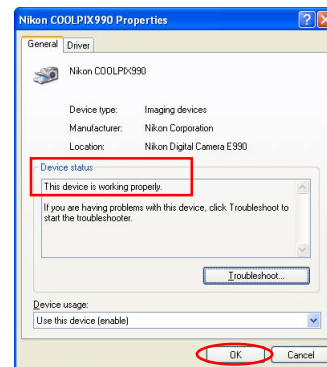 Nikon COOLPIX990 Properties
General
Driver
Nikon COOLPIX990
Device type: Imaging devices
Manufacturer: Nikon Corporation
Location: Nikon Digital Camera E990
Device status
This device is working properly.
If you are having problems with this device, click Troubleshoot to
start the troubleshooter.
Troubleshoot...
Device usage:
Use this device (enable)
OK
Cancel